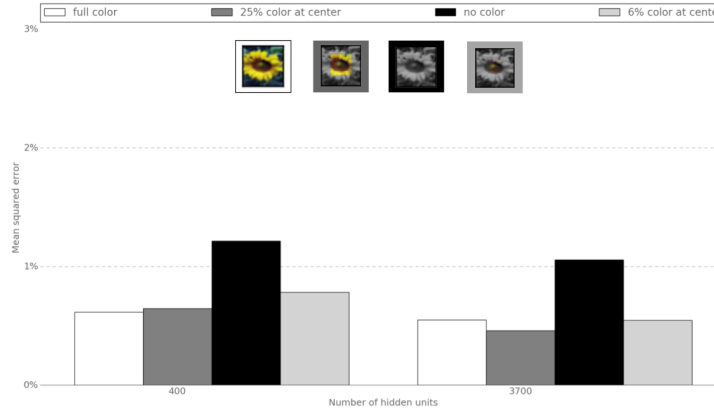 full color 25% color at center no color 6% color at cente
3%
2%
1%
0%
Mean squared error
400 3700
Number of hidden units